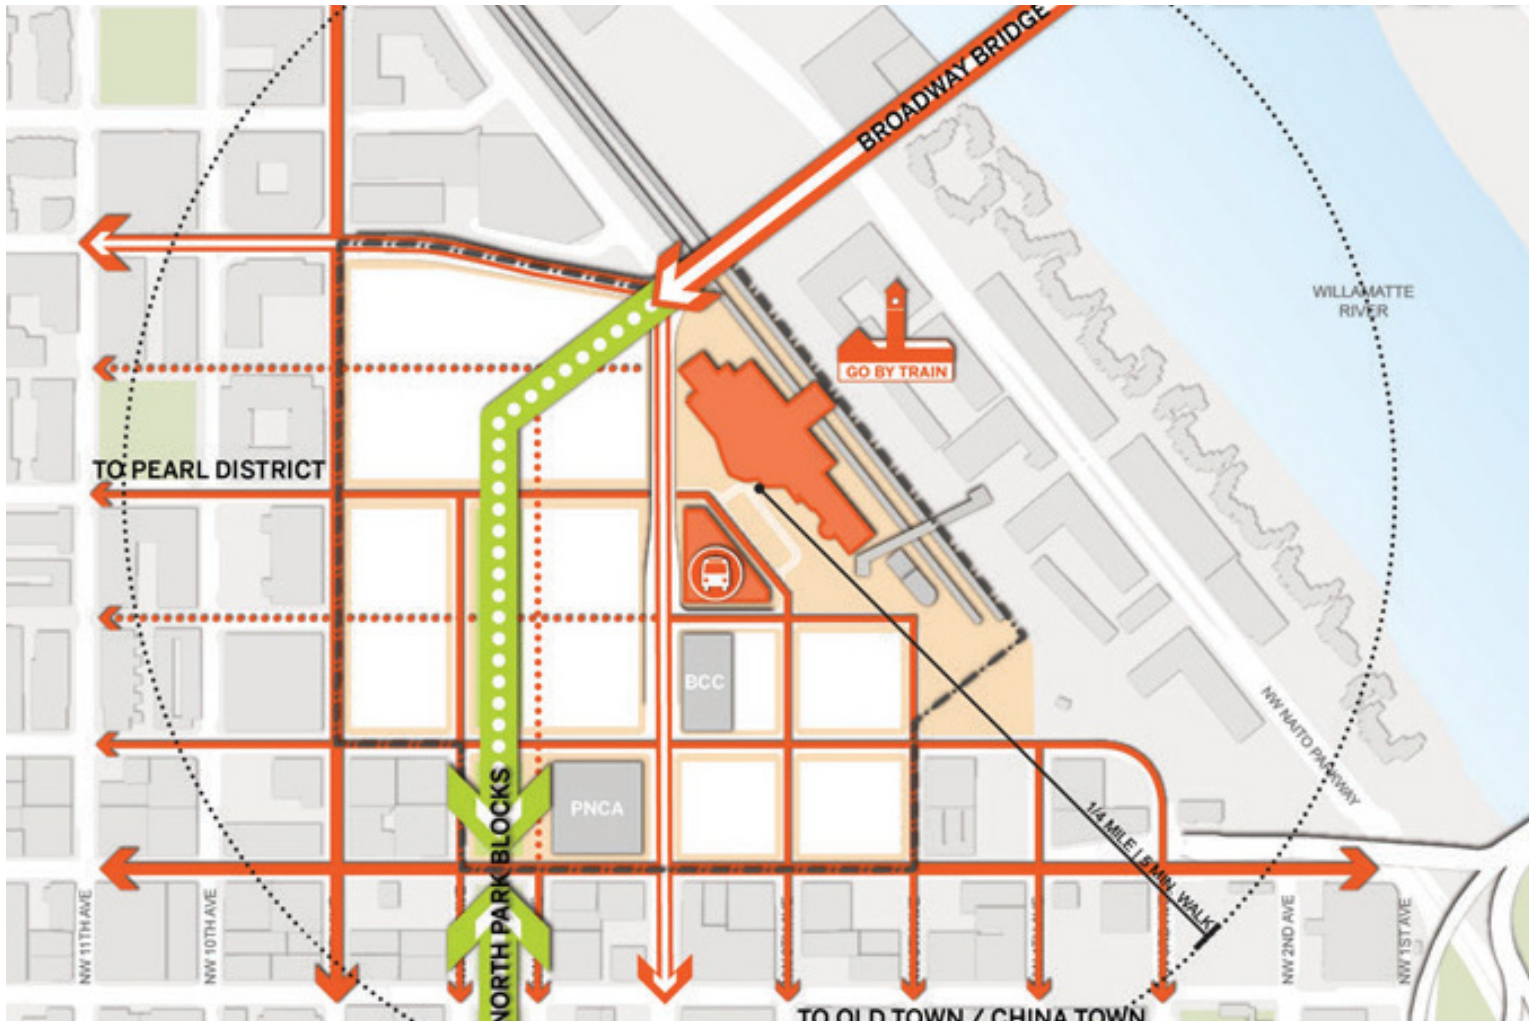 BROADWAY BRIDGE
WILLAMATTE
RIVER
GO BY TRAIN
TO PEARL DISTRICT
BCC
NW NAITO PARKWAY
PNCA
NORTH PARK BLOCKS
1/4 MILE | 5 MIN. WALK
NW 11TH AVE
NW 10TH AVE
NW 2ND AVE
NW 1ST AVE
TO OLD TOWN / CHINA TOWN